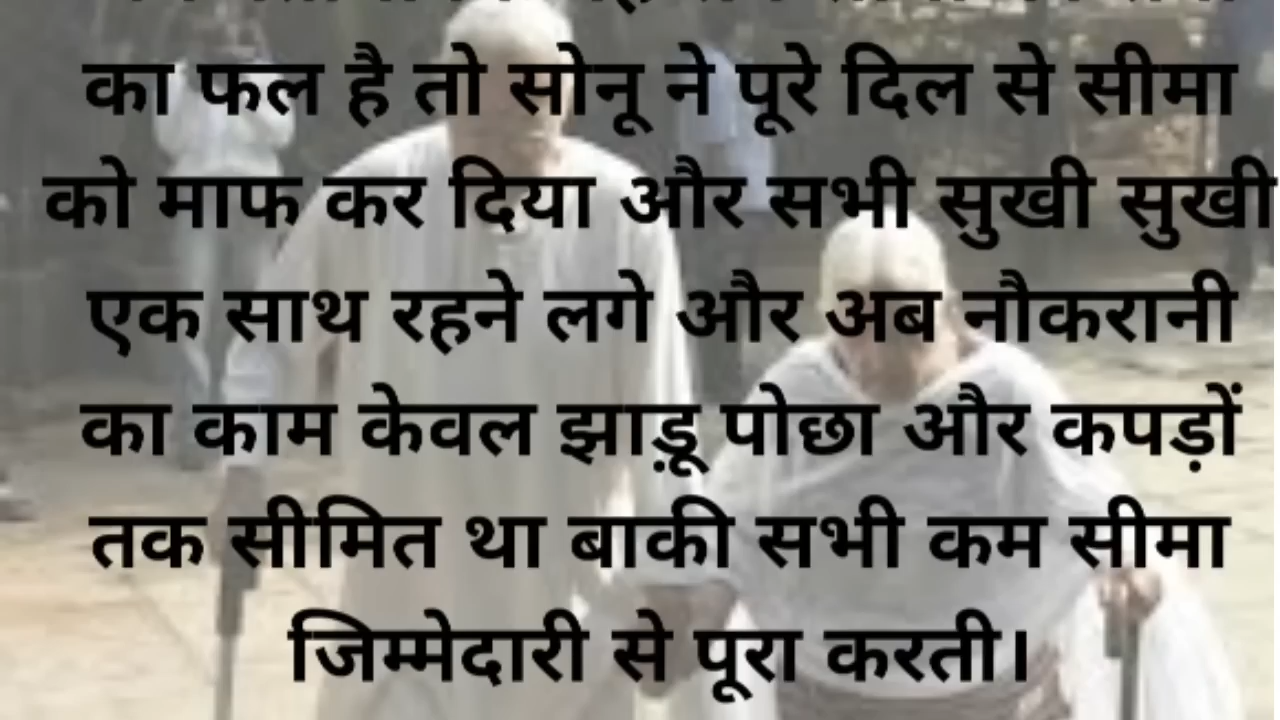 का फल है तो सोनू ने पूरे दिल से सीमा
को माफ कर दिया और सभी सुखी सुखी
एक साथ रहने लगे और अब नौकरानी
का काम केवल झाड़ू पोछा और कपड़ों
तक सीमित था बाकी सभी कम सीमा
जिम्मेदारी से पूरा करती।